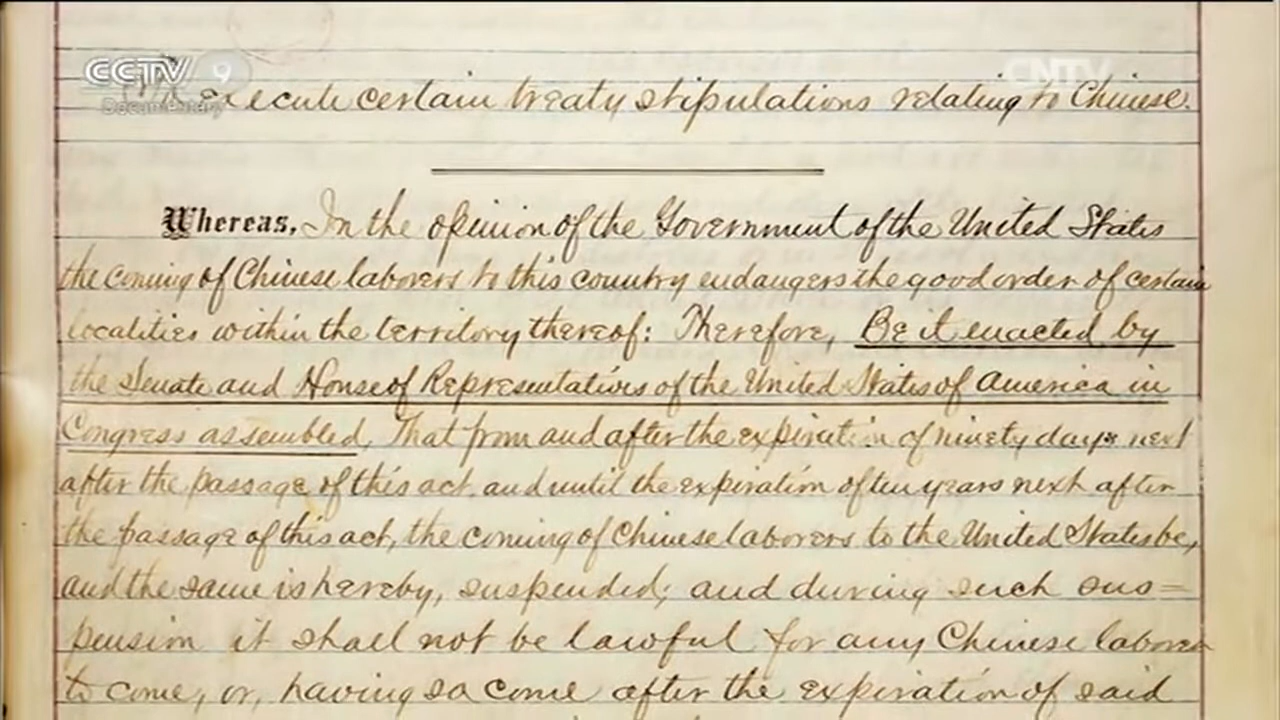 CCTV 9
Documentary
CNTV
To execute certain treaty stipulations relating to Chinese.
Whereas, In the opinion of the Government of the United States
the coming of Chinese laborers to this country endangers the good order of certain
localities within the territory thereof: Therefore, Be it enacted by
the Senate and House of Representatives of the United States of America in
Congress assembled, That from and after the expiration of ninety days next
after the passage of this act, and until the expiration of ten years next after
the passage of this act, the coming of Chinese laborers to the United States be,
and the same is hereby, suspended; and during such sus=
pension it shall not be lawful for any Chinese laborer
to come, or, having so come after the expiration of said